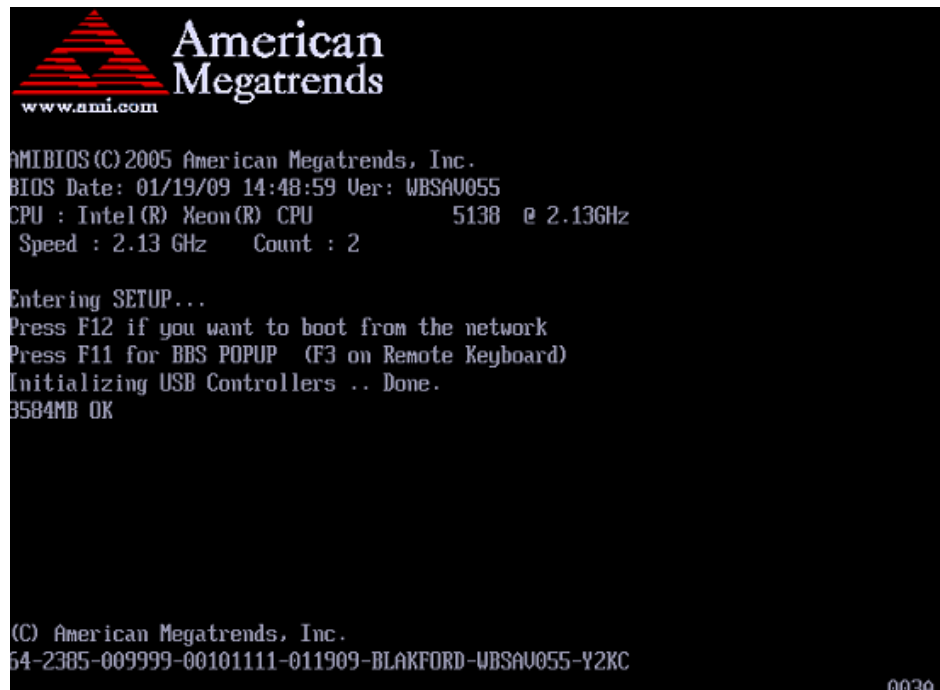 American
Megatrends
www.ami.com
AMIBIOS(C)2005 American Megatrends, Inc.
BIOS Date: 01/19/09 14:48:59 Ver: WBSAV055
CPU : Intel(R) Xeon(R) CPU 5138 @ 2.13GHz
Speed : 2.13 GHz Count : 2
Entering SETUP...
Press F12 if you want to boot from the network
Press F11 for BBS POPUP (F3 on Remote Keyboard)
Initializing USB Controllers .. Done.
3584MB OK
(C) American Megatrends, Inc.
64-2385-009999-00101111-011909-BLAKFORD-WBSAV055-Y2KC